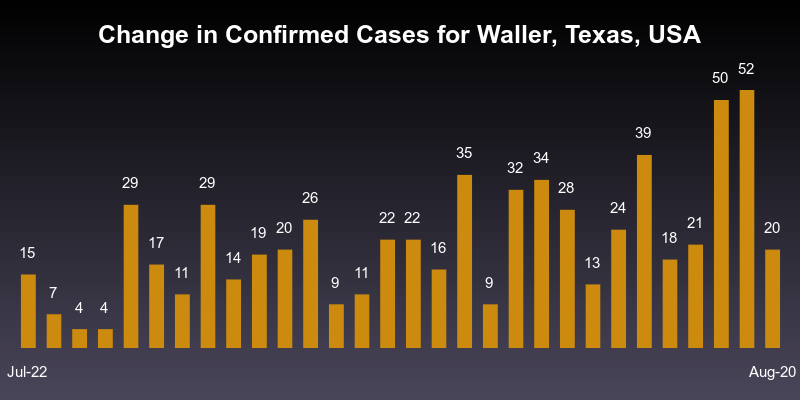 Change in Confirmed Cases for Waller, Texas, USA
15 7 4 4 29 17 11 29 14 19 20 26 9 11 22 22 16 35 9 32 34 28 13 24 39 18 21 50 52 20
Jul-22 Aug-20